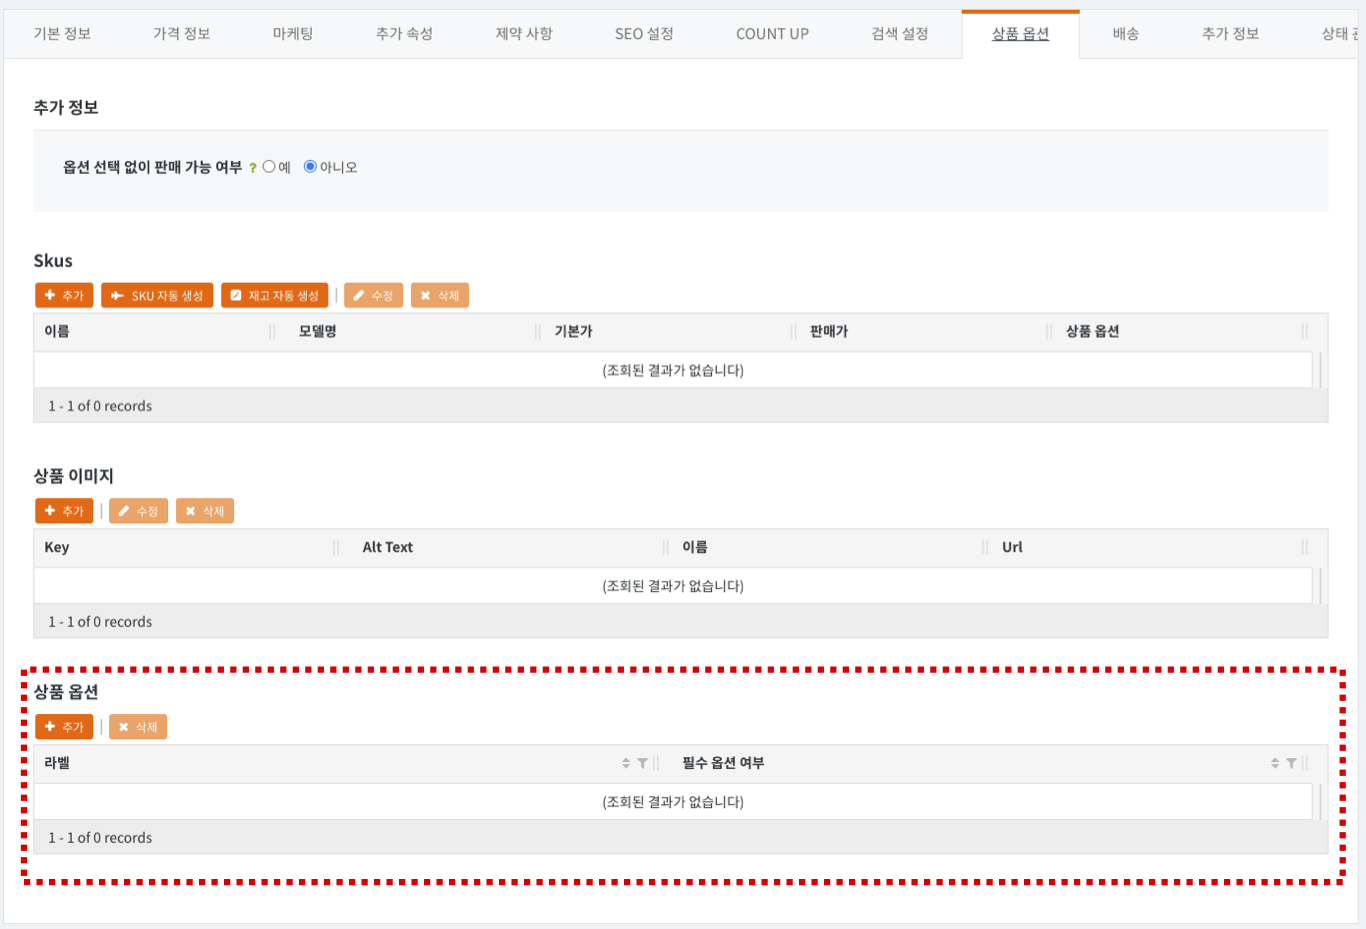 기본 정보 가격 정보 마케팅 추가 속성 제약 사항 SEO 설정 COUNT UP 검색 설정 상품 옵션 배송 추가 정보 상태
추가 정보
옵션 선택 없이 판매 가능 여부 ? 예 아니오
Skus
추가 SKU 자동 생성 재고 자동 생성 | 수정 삭제
이름 모델명 기본가 판매가 상품 옵션
(조회된 결과가 없습니다)
1 - 1 of 0 records
상품 이미지
추가 | 수정 삭제
Key Alt Text 이름 Url
(조회된 결과가 없습니다)
1 - 1 of 0 records
상품 옵션
추가 | 삭제
라벨 필수 옵션 여부
(조회된 결과가 없습니다)
1 - 1 of 0 records